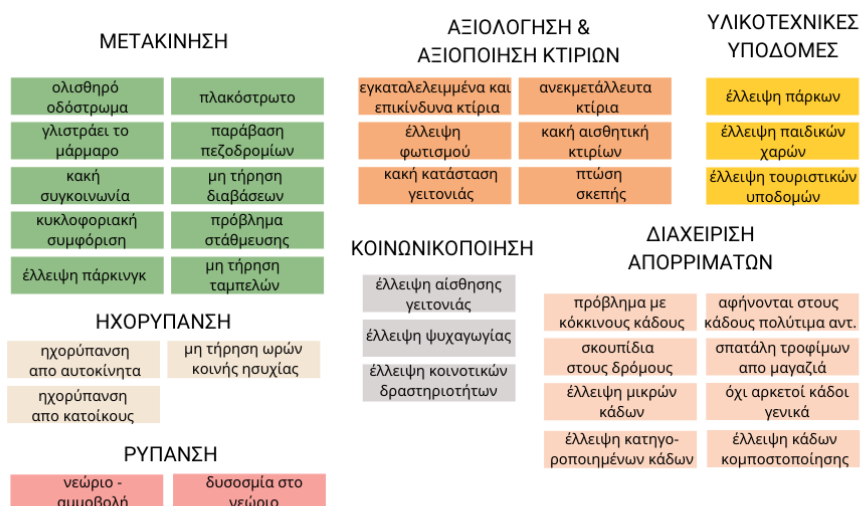 ΜΕΤΑΚΙΝΗΣΗ
ολισθηρό
οδόστρωμα
πλακόστρωτο
γλιστράει το
μάρμαρο
παράβαση
πεζοδρομίων
κακή
συγκοινωνία
μη τήρηση
διαβάσεων
κυκλοφοριακή
συμφόριση
πρόβλημα
στάθμευσης
έλλειψη πάρκινγκ
μη τήρηση
ταμπελών
ΗΧΟΡΥΠΑΝΣΗ
ηχορύπανση
απο αυτοκίνητα
μη τήρηση ωρών
κοινής ησυχίας
ηχορύπανση
απο κατοίκους
ΡΥΠΑΝΣΗ
νεώριο -
αμμοβολή
δυσοσμία στο
νεώριο
ΑΞΙΟΛΟΓΗΣΗ &
ΑΞΙΟΠΟΙΗΣΗ ΚΤΙΡΙΩΝ
εγκαταλελειμμένα και
επικίνδυνα κτίρια
ανεκμετάλλευτα
κτίρια
έλλειψη
φωτισμού
κακή αισθητική
κτιρίων
κακή κατάσταση
γειτονιάς
πτώση
σκεπής
ΥΛΙΚΟΤΕΧΝΙΚΕΣ
ΥΠΟΔΟΜΕΣ
έλλειψη πάρκων
έλλειψη παιδικών
χαρών
έλλειψη τουριστικών
υποδομών
ΚΟΙΝΩΝΙΚΟΠΟΙΗΣΗ
έλλειψη αίσθησης
γειτονιάς
έλλειψη ψυχαγωγίας
έλλειψη κοινοτικών
δραστηριοτήτων
ΔΙΑΧΕΙΡΙΣΗ
ΑΠΟΡΡΙΜΑΤΩΝ
πρόβλημα με
κόκκινους κάδους
αφήνονται στους
κάδους πολύτιμα αντ.
σκουπίδια
στους δρόμους
σπατάλη τροφίμων
απο μαγαζιά
έλλειψη μικρών
κάδων
όχι αρκετοί κάδοι
γενικά
έλλειψη κατηγο-
ροποιημένων κάδων
έλλειψη κάδων
κομποστοποίησης